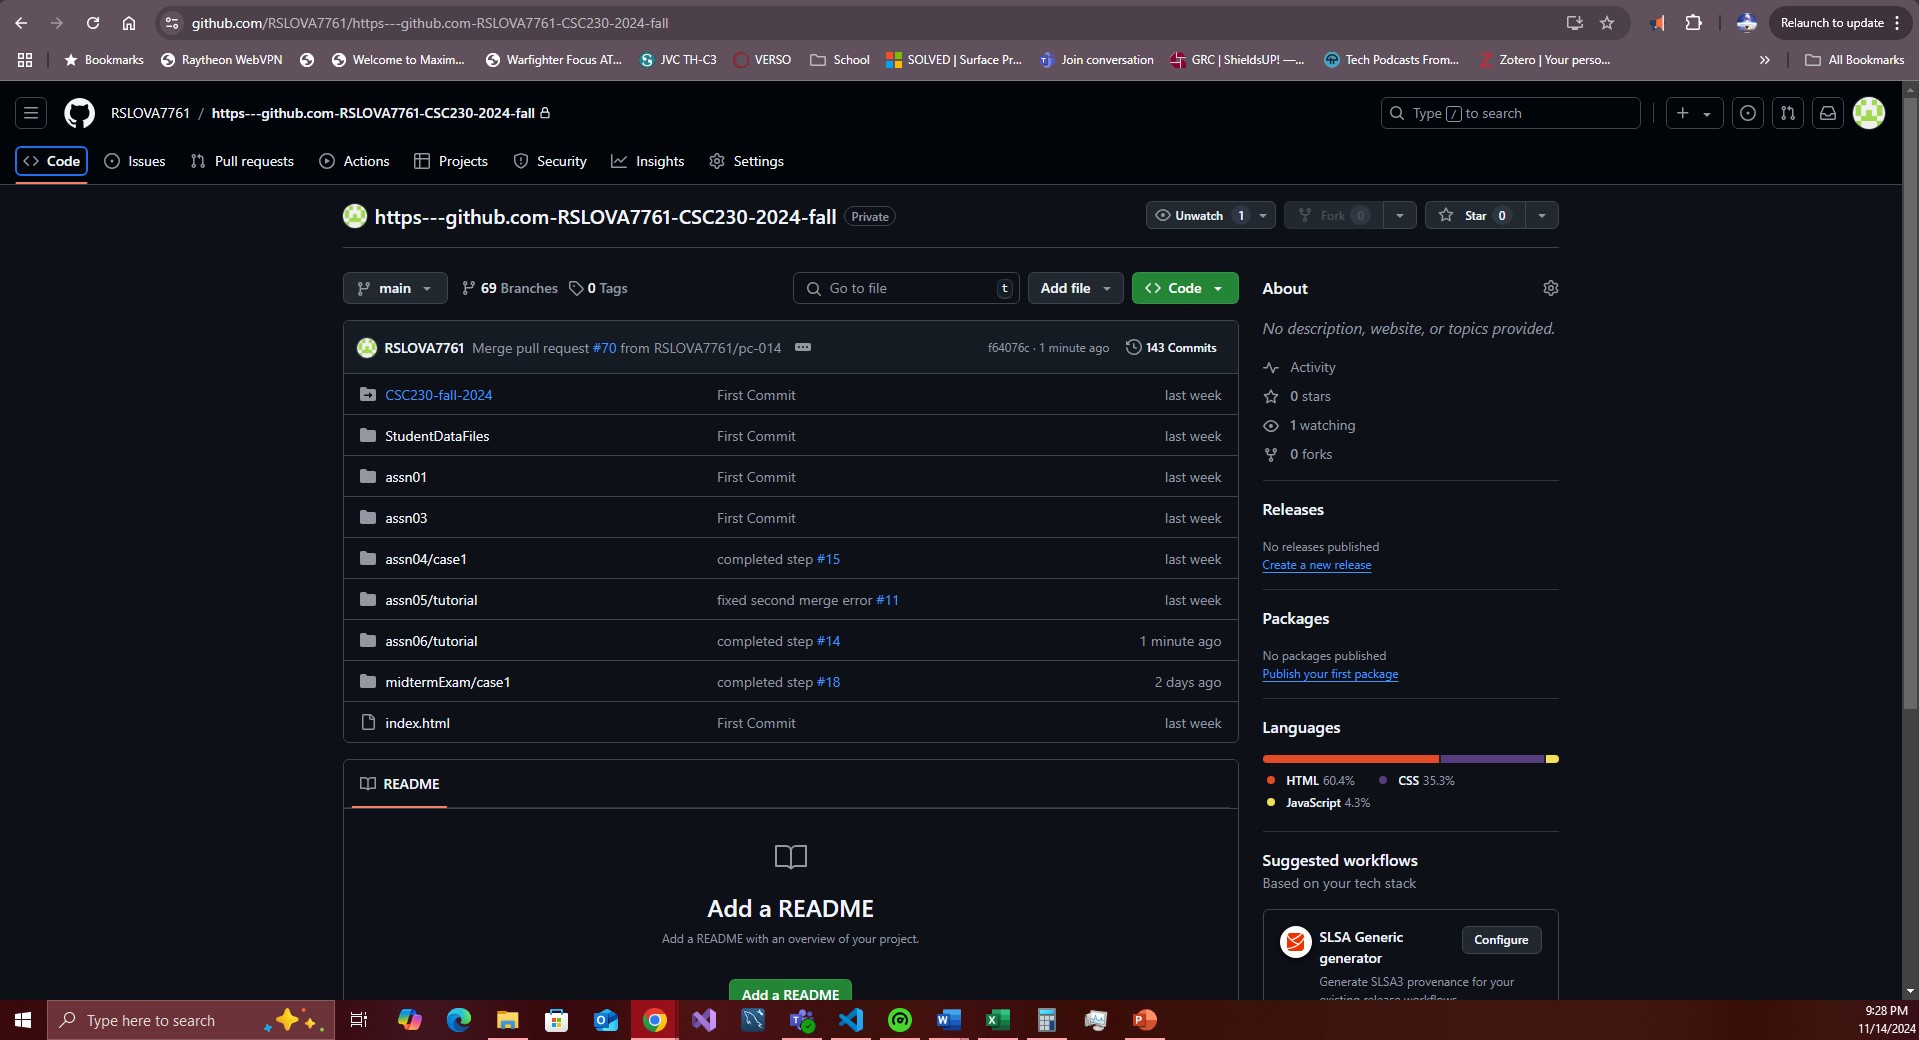 github.com/RSLOVA7761/https---github.com-RSLOVA7761-CSC230-2024-fall
Relaunch to update
Bookmarks
Raytheon WebVPN
Welcome to Maxim...
Warfighter Focus AT...
JVC TH-C3
VERSO
School
SOLVED | Surface Pr...
Join conversation
GRC | ShieldsUP! —...
Tech Podcasts From...
Zotero | Your perso...
»
All Bookmarks
RSLOVA7761 / https---github.com-RSLOVA7761-CSC230-2024-fall
Type / to search
Code
Issues
Pull requests
Actions
Projects
Security
Insights
Settings
https---github.com-RSLOVA7761-CSC230-2024-fall Private
Unwatch 1
Fork 0
Star 0
main
69 Branches
0 Tags
Go to file t
Add file
Code
RSLOVA7761 Merge pull request #70 from RSLOVA7761/pc-014
f64076c · 1 minute ago
143 Commits
CSC230-fall-2024 First Commit last week
StudentDataFiles First Commit last week
assn01 First Commit last week
assn03 First Commit last week
assn04/case1 completed step #15 last week
assn05/tutorial fixed second merge error #11 last week
assn06/tutorial completed step #14 1 minute ago
midtermExam/case1 completed step #18 2 days ago
index.html First Commit last week
README
Add a README
Add a README with an overview of your project.
Add a README
About
No description, website, or topics provided.
Activity
0 stars
1 watching
0 forks
Releases
No releases published
Create a new release
Packages
No packages published
Publish your first package
Languages
HTML 60.4% CSS 35.3%
JavaScript 4.3%
Suggested workflows
Based on your tech stack
SLSA Generic
generator
Configure
Generate SLSA3 provenance for your
existing release workflows
Type here to search
9:28 PM
11/14/2024